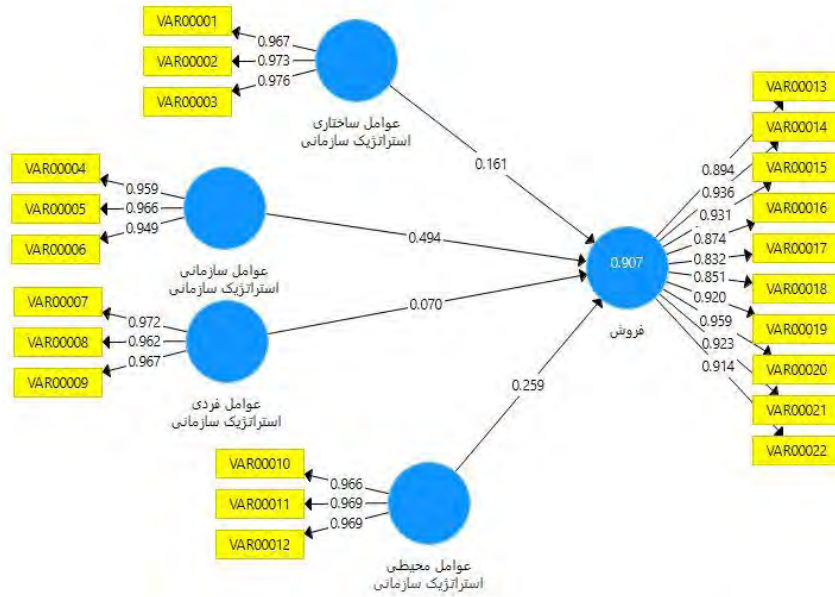 VAR00001
VAR00002
VAR00003
0.967
0.973
0.976
عوامل ساختاری
استراتژیک سازمانی
0.161
VAR00004
VAR00005
VAR00006
0.959
0.966
0.949
عوامل سازمانی
استراتژیک سازمانی
0.494
VAR00007
VAR00008
VAR00009
0.972
0.962
0.967
عوامل فردی
استراتژیک سازمانی
0.070
VAR00010
VAR00011
VAR00012
0.966
0.969
0.969
عوامل محیطی
استراتژیک سازمانی
0.259
0.907
فروش
0.894
0.936
0.931
0.874
0.832
0.851
0.920
0.959
0.923
0.914
VAR00013
VAR00014
VAR00015
VAR00016
VAR00017
VAR00018
VAR00019
VAR00020
VAR00021
VAR00022